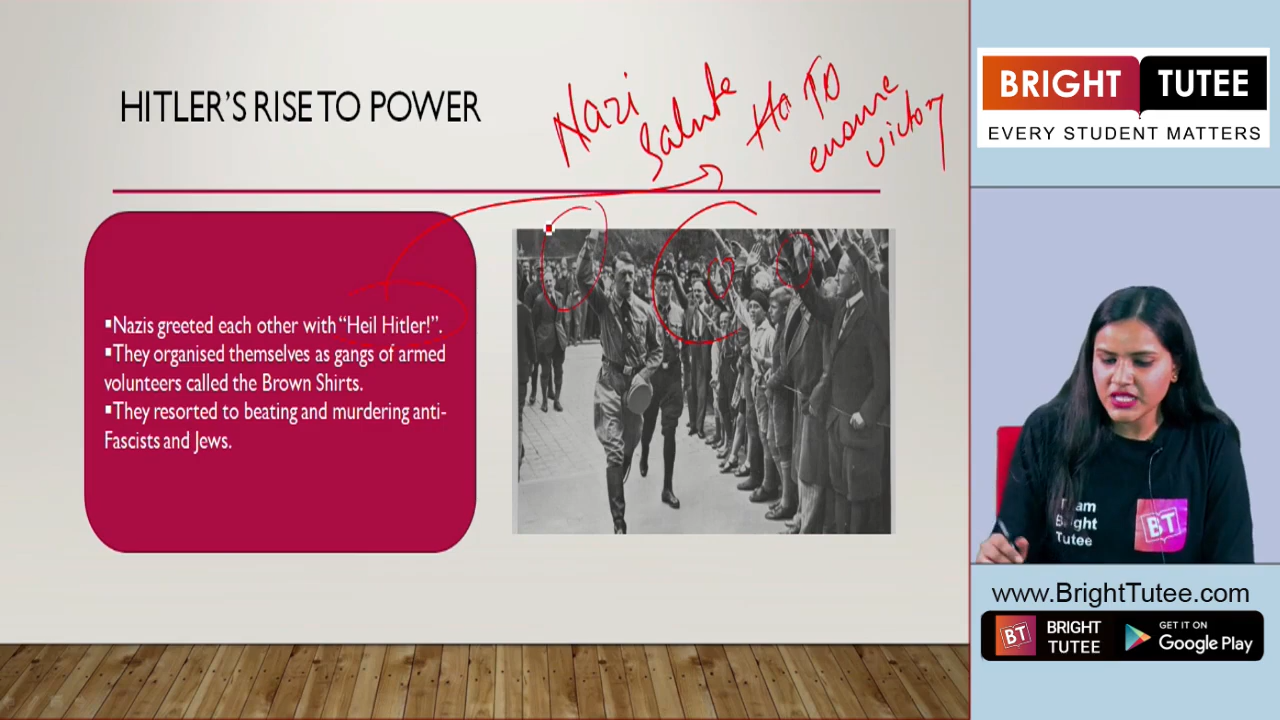 HITLER'S RISE TO POWER
Nazi
Salute
TO
ensure
victory
▪Nazis greeted each other with “Heil Hitler!”.
▪They organised themselves as gangs of armed
volunteers called the Brown Shirts.
▪They resorted to beating and murdering anti-
Fascists and Jews.
BRIGHT TUTEE
EVERY STUDENT MATTERS
Team
Bright
Tutee
BT
www.BrightTutee.com
BT
BRIGHT
TUTEE
GET IT ON
Google Play